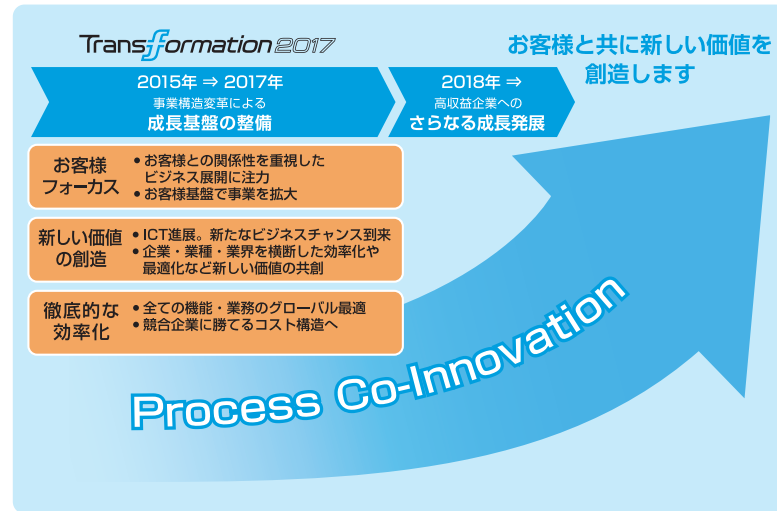 Transformation 2017
お客様と共に新しい価値を
創造します
2015年 ⇒ 2017年
事業構造変革による
成長基盤の整備
2018年 ⇒
高収益企業への
さらなる成長発展
お客様
フォーカス
• お客様との関係性を重視した
ビジネス展開に注力
• お客様基盤で事業を拡大
新しい価値
の創造
• ICT進展。新たなビジネスチャンス到来
• 企業・業種・業界を横断した効率化や
最適化など新しい価値の共創
徹底的な
効率化
• 全ての機能・業務のグローバル最適
• 競合企業に勝てるコスト構造へ
Process Co-Innovation